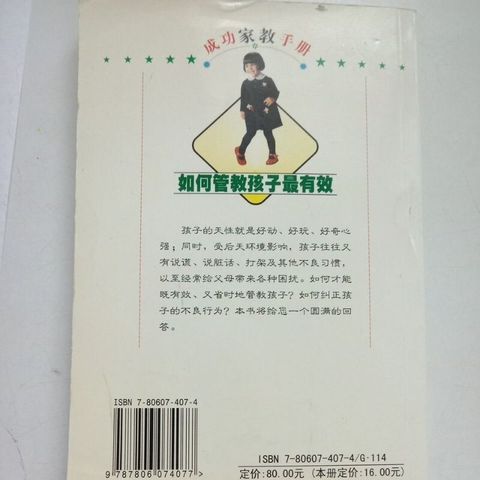 成功家教手册
如何管教孩子最有效
孩子的天性就是好动、好玩、好奇心
强；同时，受后天环境影响，孩子往往又
有说谎、说脏话、打架及其他不良习惯，
以至经常给父母带来各种困扰。如何才能
既有效、又省时地管教孩子？如何纠正孩
子的不良行为？本书将给您一个圆满的回
答。
ISBN 7-80607-407-4
9 787806 074077 >
ISBN 7-80607-407-4/G·114
定价:80.00元 (本册定价:16.00元)